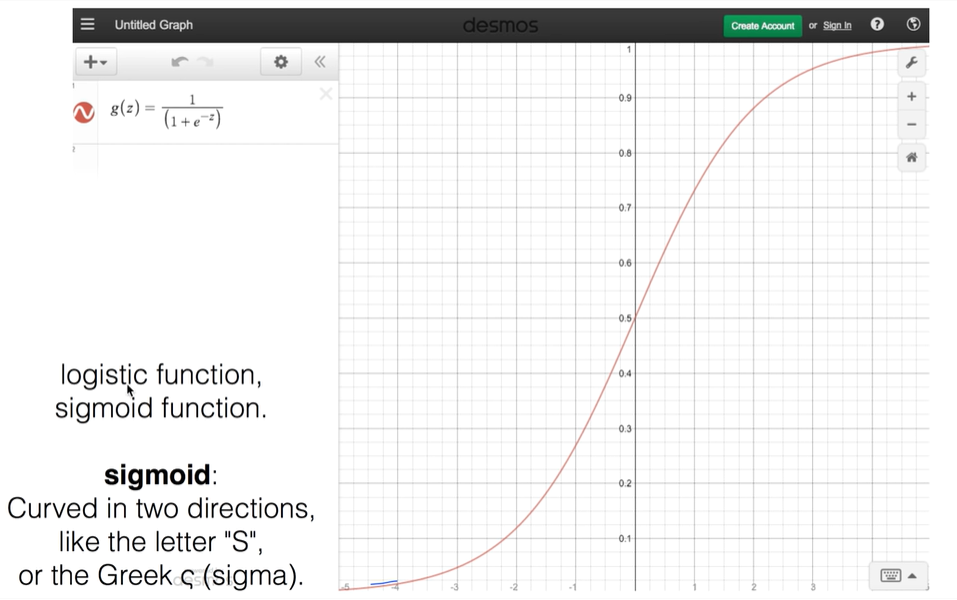 Untitled Graph
desmos
Create Account or Sign In
1
g(z) = 1/(1 + e^-z)
2
1
0.9
0.8
0.7
0.6
0.5
0.4
0.3
0.2
0.1
-5 -4 -3 -2 -1 1 2 3
logistic function,
sigmoid function.
sigmoid:
Curved in two directions,
like the letter "S",
or the Greek ς (sigma).